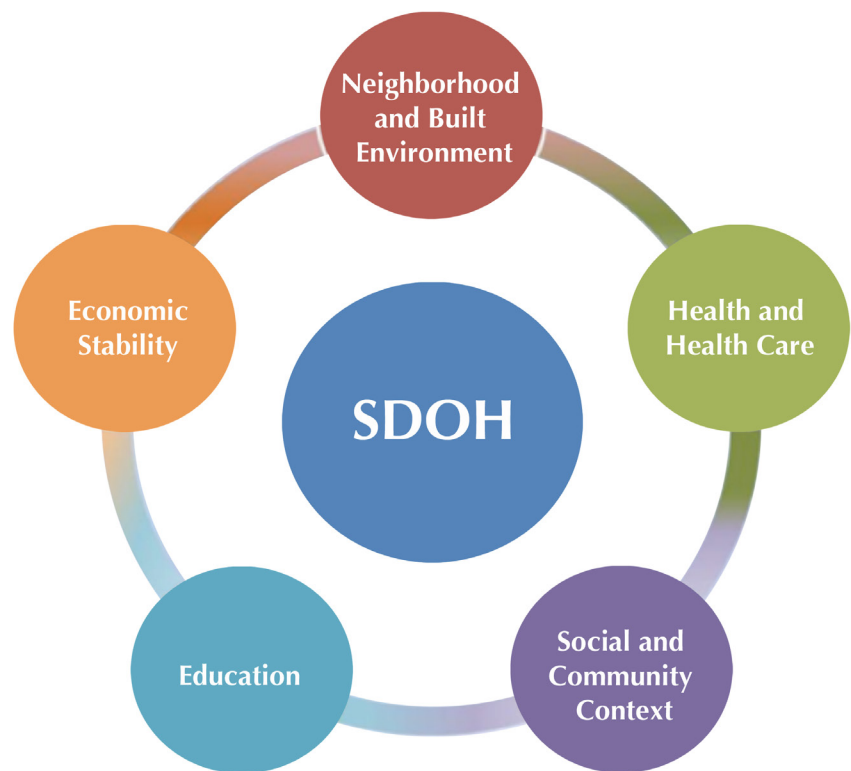 Neighborhood
and Built
Environment
Economic
Stability
Health and
Health Care
SDOH
Education
Social and
Community
Context